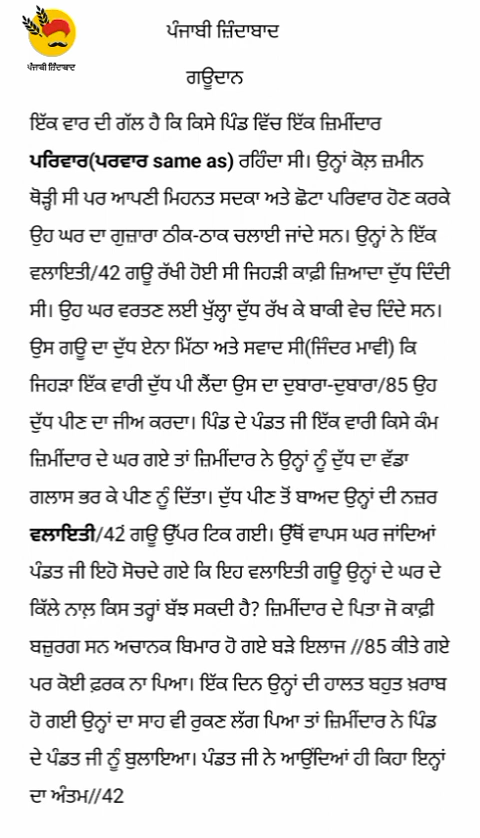 ਪੰਜਾਬੀ ਜ਼ਿੰਦਾਬਾਦ
ਪੰਜਾਬੀ ਜ਼ਿੰਦਾਬਾਦ
ਗਊਦਾਨ
ਇੱਕ ਵਾਰ ਦੀ ਗੱਲ ਹੈ ਕਿ ਕਿਸੇ ਪਿੰਡ ਵਿੱਚ ਇੱਕ ਜ਼ਿਮੀਂਦਾਰ
ਪਰਿਵਾਰ(ਪਰਵਾਰ same as) ਰਹਿੰਦਾ ਸੀ। ਉਨ੍ਹਾਂ ਕੋਲ਼ ਜ਼ਮੀਨ
ਥੋੜ੍ਹੀ ਸੀ ਪਰ ਆਪਣੀ ਮਿਹਨਤ ਸਦਕਾ ਅਤੇ ਛੋਟਾ ਪਰਿਵਾਰ ਹੋਣ ਕਰਕੇ
ਉਹ ਘਰ ਦਾ ਗੁਜ਼ਾਰਾ ਠੀਕ-ਠਾਕ ਚਲਾਈ ਜਾਂਦੇ ਸਨ। ਉਨ੍ਹਾਂ ਨੇ ਇੱਕ
ਵਲਾਇਤੀ/42 ਗਊ ਰੱਖੀ ਹੋਈ ਸੀ ਜਿਹੜੀ ਕਾਫ਼ੀ ਜ਼ਿਆਦਾ ਦੁੱਧ ਦਿੰਦੀ
ਸੀ। ਉਹ ਘਰ ਵਰਤਣ ਲਈ ਖੁੱਲ੍ਹਾ ਦੁੱਧ ਰੱਖ ਕੇ ਬਾਕੀ ਵੇਚ ਦਿੰਦੇ ਸਨ।
ਉਸ ਗਊ ਦਾ ਦੁੱਧ ਏਨਾ ਮਿੱਠਾ ਅਤੇ ਸਵਾਦ ਸੀ(ਜਿੰਦਰ ਮਾਵੀ) ਕਿ
ਜਿਹੜਾ ਇੱਕ ਵਾਰੀ ਦੁੱਧ ਪੀ ਲੈਂਦਾ ਉਸ ਦਾ ਦੁਬਾਰਾ-ਦੁਬਾਰਾ/85 ਉਹ
ਦੁੱਧ ਪੀਣ ਦਾ ਜੀਅ ਕਰਦਾ। ਪਿੰਡ ਦੇ ਪੰਡਤ ਜੀ ਇੱਕ ਵਾਰੀ ਕਿਸੇ ਕੰਮ
ਜ਼ਿਮੀਂਦਾਰ ਦੇ ਘਰ ਗਏ ਤਾਂ ਜ਼ਿਮੀਂਦਾਰ ਨੇ ਉਨ੍ਹਾਂ ਨੂੰ ਦੁੱਧ ਦਾ ਵੱਡਾ
ਗਲਾਸ ਭਰ ਕੇ ਪੀਣ ਨੂੰ ਦਿੱਤਾ। ਦੁੱਧ ਪੀਣ ਤੋਂ ਬਾਅਦ ਉਨ੍ਹਾਂ ਦੀ ਨਜ਼ਰ
ਵਲਾਇਤੀ/42ੋਂ ਗਊ ਉੱਪਰ ਟਿਕ ਗਈ। ਉੱਥੋਂ ਵਾਪਸ ਘਰ ਜਾਂਦਿਆਂ
ਪੰਡਤ ਜੀ ਇਹੋ ਸੋਚਦੇ ਗਏ ਕਿ ਇਹ ਵਲਾਇਤੀ ਗਊ ਉਨ੍ਹਾਂ ਦੇ ਘਰ ਦੇ
ਕਿੱਲੇ ਨਾਲ਼ ਕਿਸ ਤਰ੍ਹਾਂ ਬੱਝ ਸਕਦੀ ਹੈ? ਜ਼ਿਮੀਂਦਾਰ ਦੇ ਪਿਤਾ ਜੋ ਕਾਫ਼ੀ
ਬਜ਼ੁਰਗ ਸਨ ਅਚਾਨਕ ਬਿਮਾਰ ਹੋ ਗਏ ਬੜੇ ਇਲਾਜ //85 ਕੀਤੇ ਗਏ
ਪਰ ਕੋਈ ਫ਼ਰਕ ਨਾ ਪਿਆ। ਇੱਕ ਦਿਨ ਉਨ੍ਹਾਂ ਦੀ ਹਾਲਤ ਬਹੁਤ ਖ਼ਰਾਬ
ਹੋ ਗਈ ਉਨ੍ਹਾਂ ਦਾ ਸਾਹ ਵੀ ਰੁਕਣ ਲੱਗ ਪਿਆ ਤਾਂ ਜ਼ਿਮੀਂਦਾਰ ਨੇ ਪਿੰਡ
ਦੇ ਪੰਡਤ ਜੀ ਨੂੰ ਬੁਲਾਇਆ। ਪੰਡਤ ਜੀ ਨੇ ਆਉਂਦਿਆਂ ਹੀ ਕਿਹਾ ਇਨ੍ਹਾਂ
ਦਾ ਅੰਤਮ//42